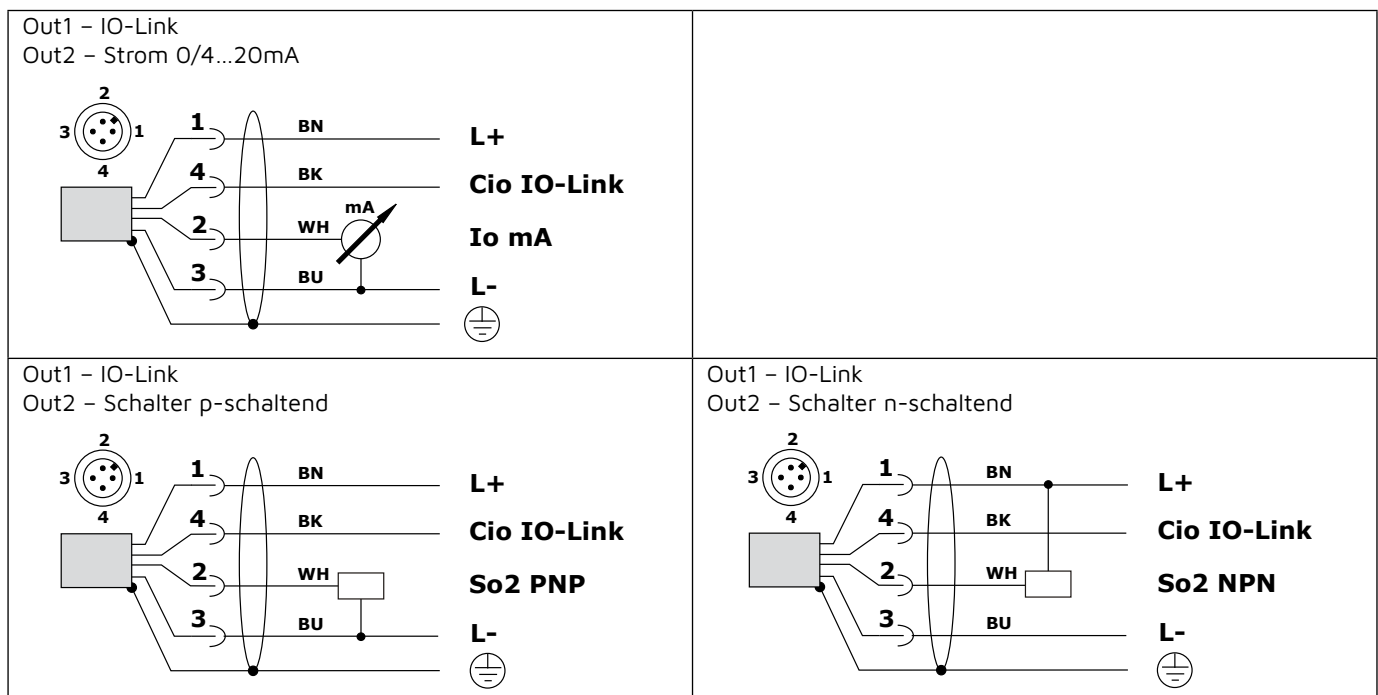 Out1 – IO-Link
Out2 – Strom 0/4...20mA
2
3
1
4
1
BN
L+
4
BK
Cio IO-Link
mA
2
WH
Io mA
3
BU
L-
Out1 – IO-Link
Out2 – Schalter p-schaltend
2
3
1
4
1
BN
L+
4
BK
Cio IO-Link
2
WH
So2 PNP
3
BU
L-
Out1 – IO-Link
Out2 – Schalter n-schaltend
2
3
1
4
1
BN
L+
4
BK
Cio IO-Link
2
WH
So2 NPN
3
BU
L-